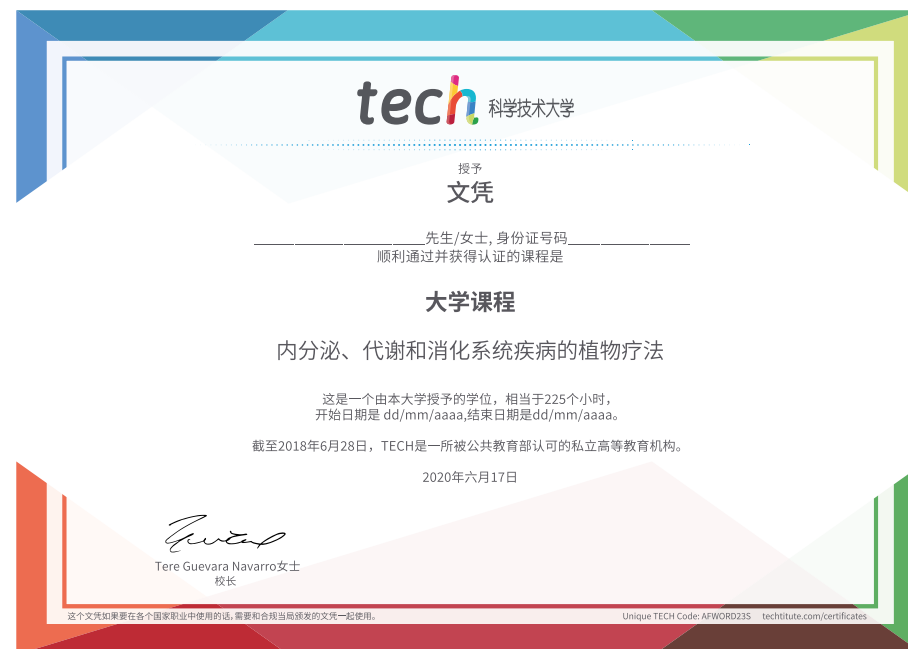 tech 科学技术大学
授予
文凭
______________________先生/女士, 身份证号码_______________
顺利通过并获得认证的课程是
大学课程
内分泌、代谢和消化系统疾病的植物疗法
这是一个由本大学授予的学位，相当于225个小时，
开始日期是 dd/mm/aaaa,结束日期是dd/mm/aaaa。
截至2018年6月28日，TECH是一所被公共教育部认可的私立高等教育机构。
2020年六月17日
Tere Guevara Navarro女士
校长
这个文凭如果要在各个国家职业中使用的话,需要和合规当局颁发的文凭一起使用。
Unique TECH Code: AFWORD23S techtitute.com/certificates